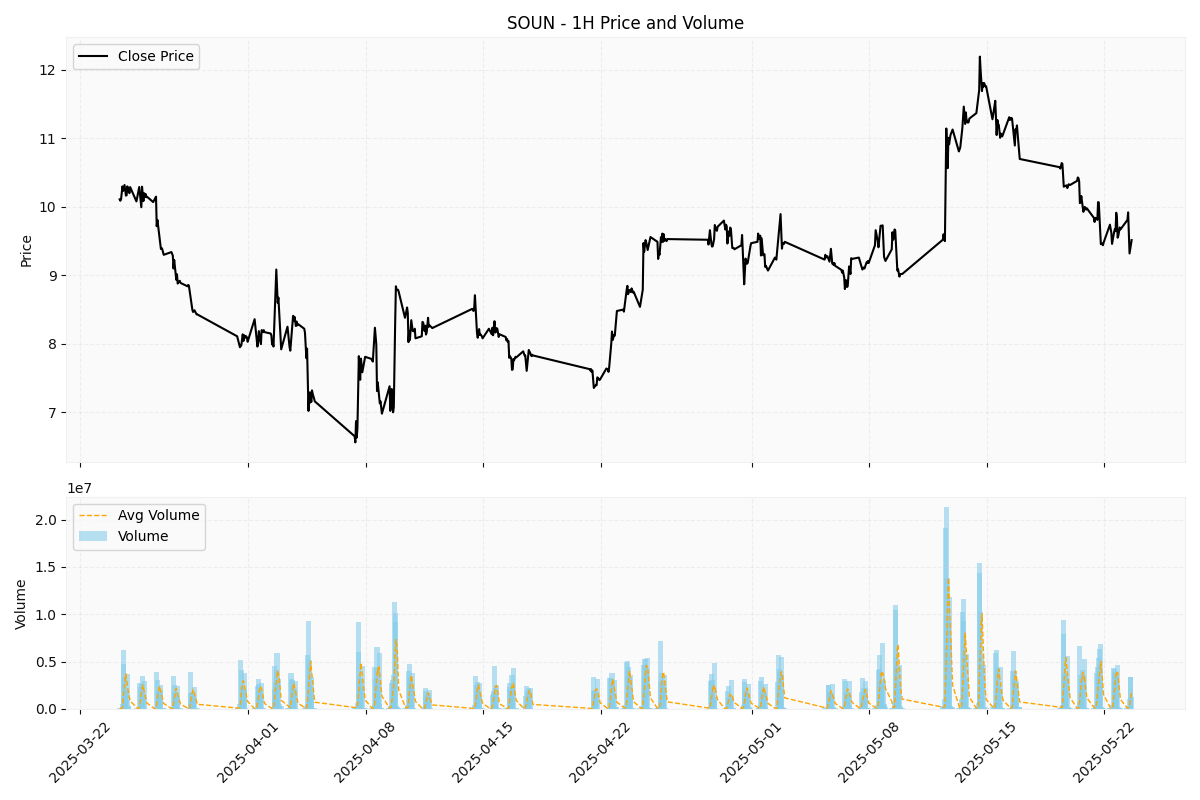 SOUN - 1H Price and Volume
Close Price
Price
12
11
10
9
8
7
1e7
Avg Volume
Volume
Volume
2.0
1.5
1.0
0.5
0.0
2025-03-22
2025-04-01
2025-04-08
2025-04-15
2025-04-22
2025-05-01
2025-05-08
2025-05-15
2025-05-22